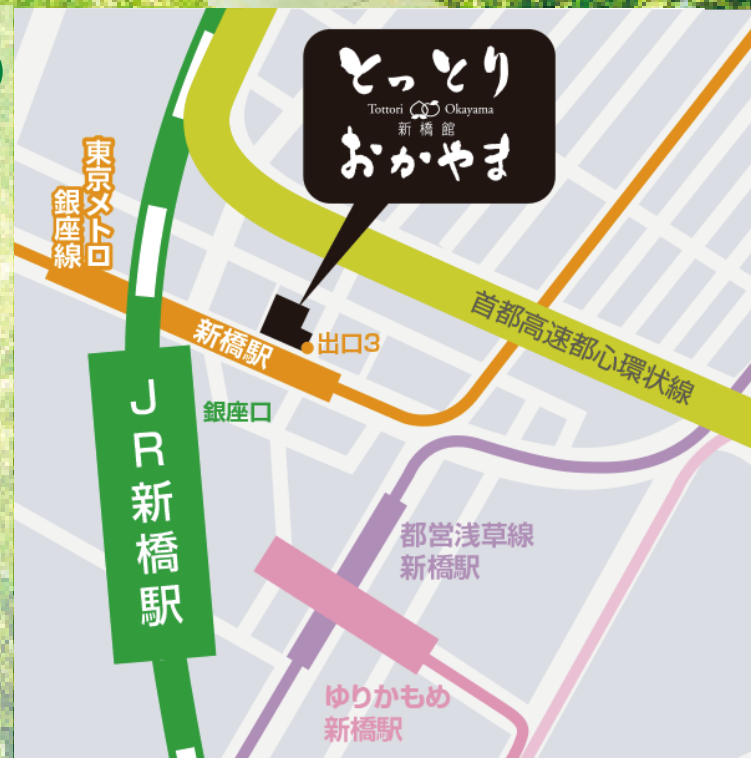 とっとり
Tottori Okayama
新橋館
おかやま
東京メトロ
銀座線
新橋駅
出口3
首都高速都心環状線
銀座口
JR新橋駅
都営浅草線
新橋駅
ゆりかもめ
新橋駅